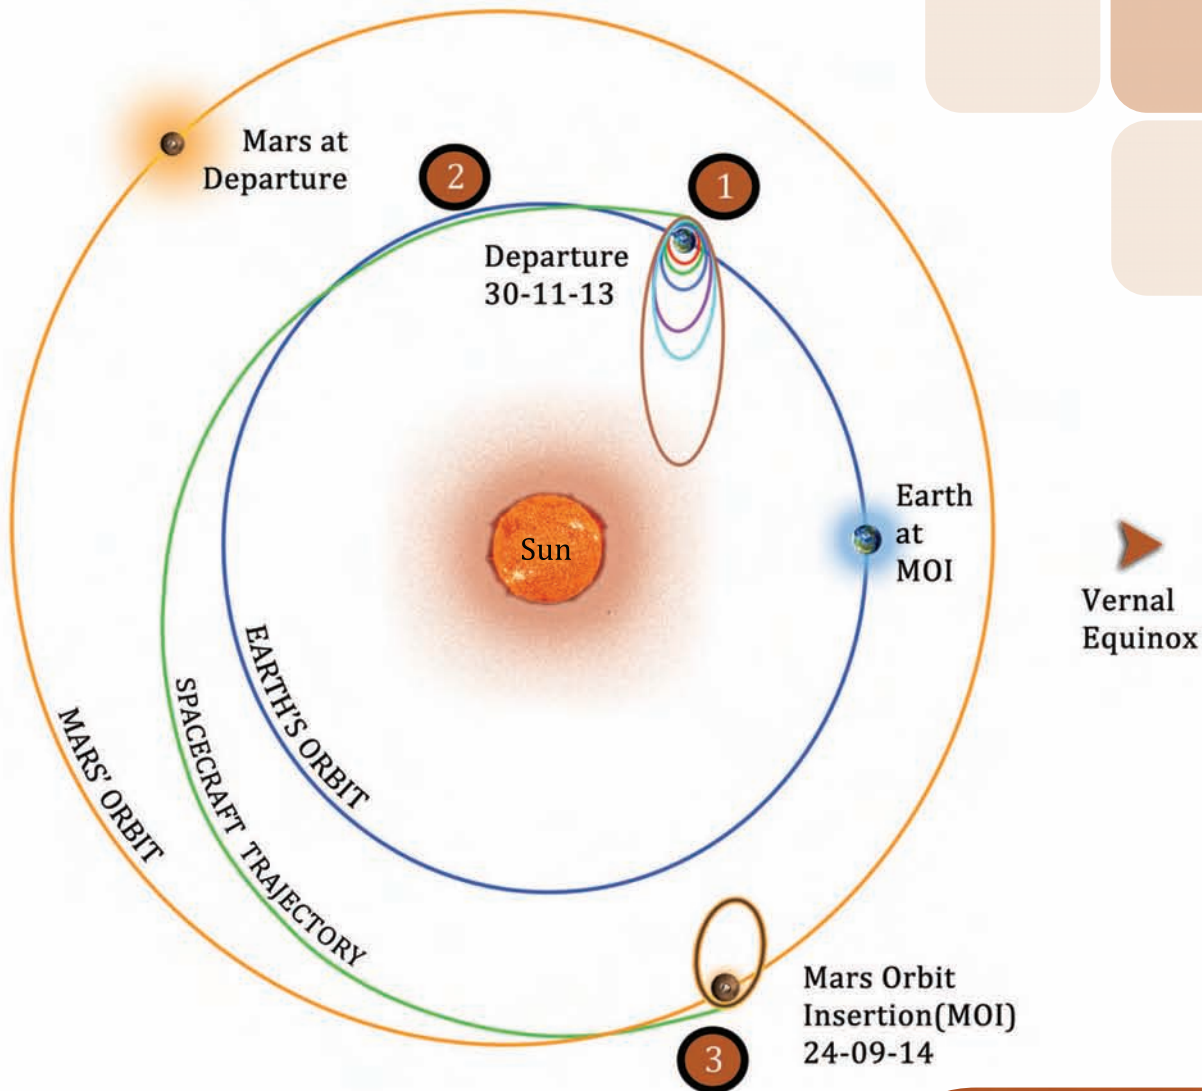 Mars at
Departure
2
1
Departure
30-11-13
Sun
Earth
at
MOI
Vernal
Equinox
EARTH'S ORBIT
SPACECRAFT TRAJECTORY
MARS' ORBIT
Mars Orbit
Insertion(MOI)
24-09-14
3